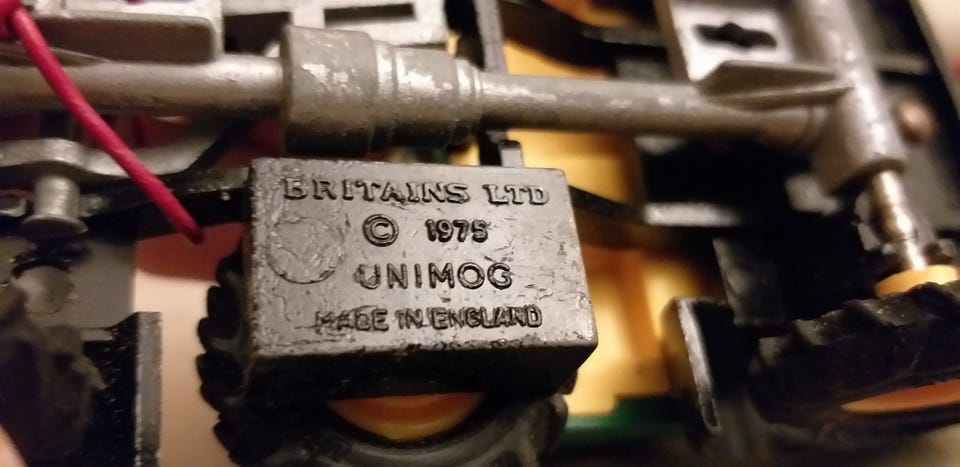 BRITAINS LTD
© 1975
UNIMOG
MADE IN ENGLAND